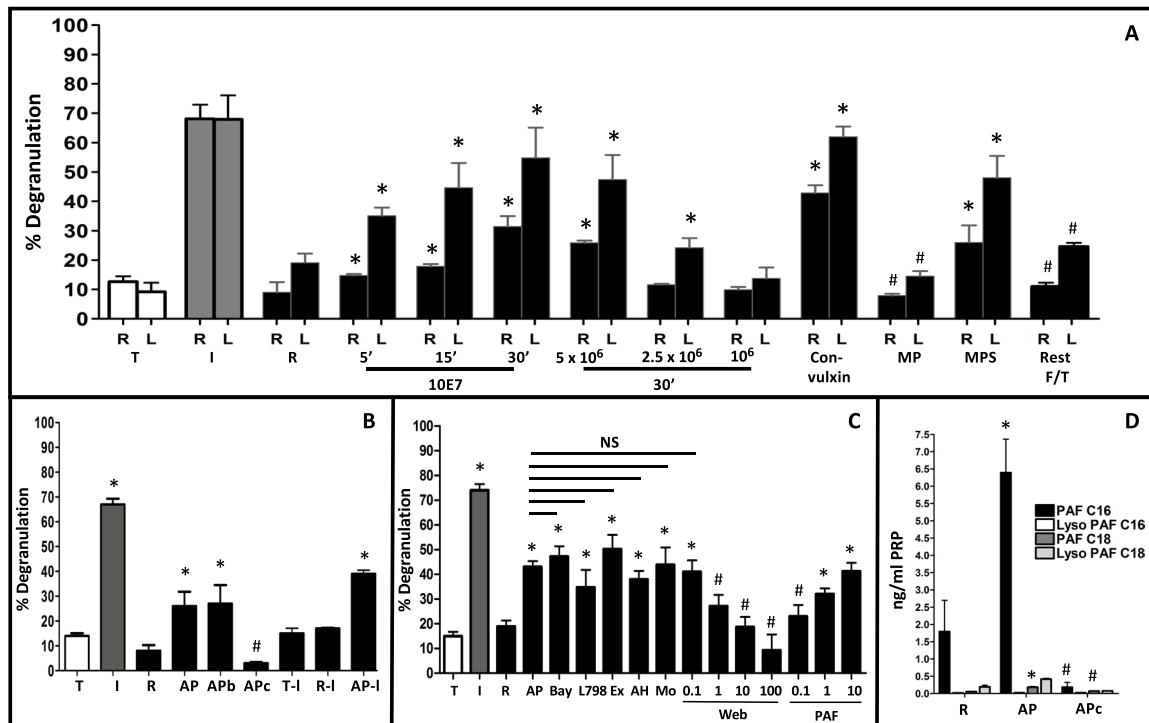 A
% Degranulation
100
90
80
70
60
50
40
30
20
10
0
* * * * * * * * * * * # # * * # #
R L R L R L R L R L R L R L R L R L R L R L R L R L
T I R 5’ 15’ 30’ 5 x 10⁶ 2.5 x 10⁶ 10⁶ Con- MP MPS Rest
vulxin F/T
10E7 30’
B
% Degranulation
100
90
80
70
60
50
40
30
20
10
0
* * * # *
T I R AP APb APc T-I R-I AP-I
C
% Degranulation
100
90
80
70
60
50
40
30
20
10
0
NS
* * * * * * * * # # # # * *
T I R AP Bay L798 Ex AH Mo 0.1 1 10 100 0.1 1 10
Web PAF
D
ng/ml PRP
7.5
7.0
6.5
6.0
5.5
5.0
4.5
4.0
3.5
3.0
2.5
2.0
1.5
1.0
0.5
0.0
PAF C16
Lyso PAF C16
PAF C18
Lyso PAF C18
* * # #
R AP APc